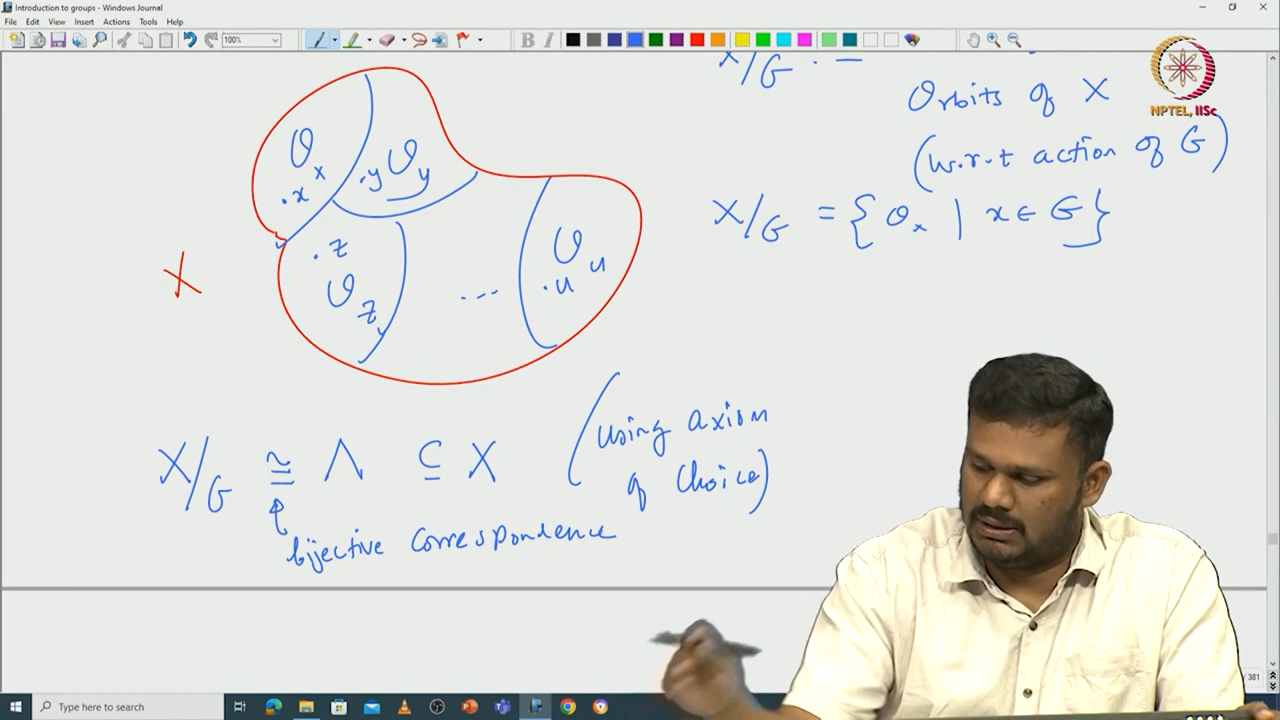 Introduction to groups - Windows Journal
File Edit View Insert Actions Tools Help
100%
B I
NPTEL, IISc
X/G : =
Orbits of X
(w.r.t action of G)
X/G = { O_x | x ∈ G }
O_x
.x
.y O_y
X
.z
O_z
...
O_u
.u
X/G ≅ Λ ⊆ X (using axiom of choice)
↑
bijective correspondence
/ 381
Type here to search